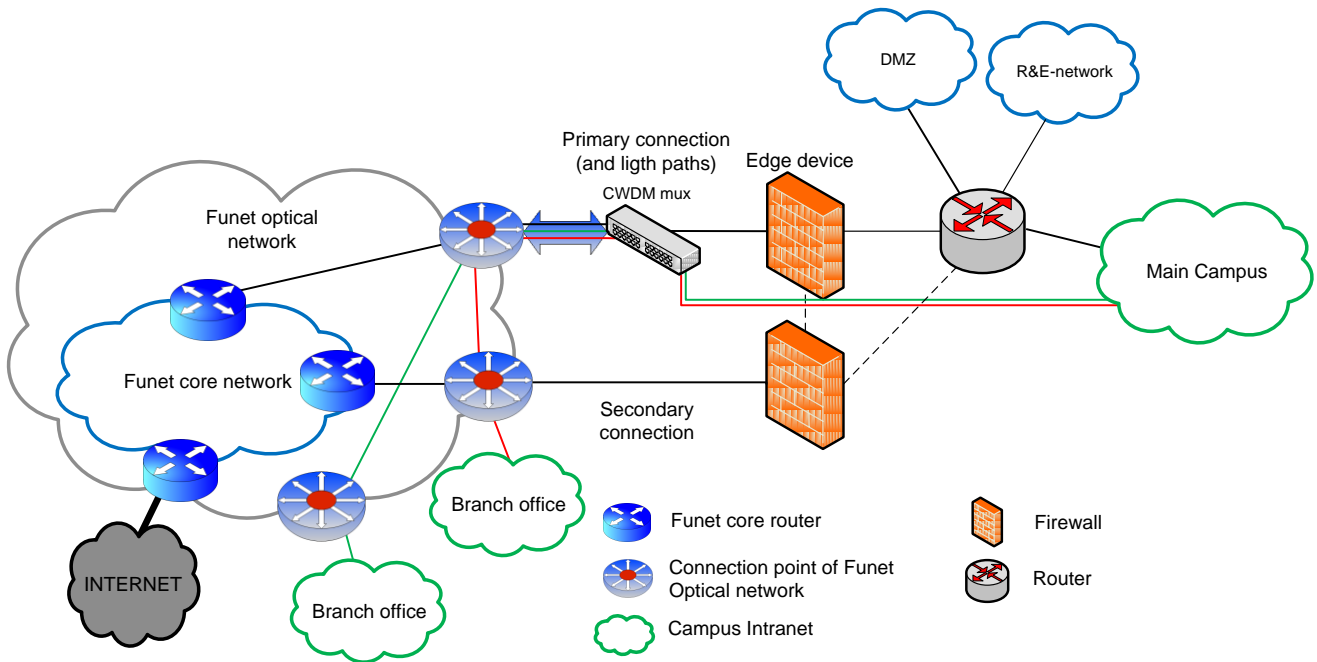 DMZ
R&E-network
Primary connection
(and ligth paths)
Edge device
CWDM mux
Funet optical
network
Main Campus
Funet core network
Secondary
connection
Branch office
Funet core router
Firewall
INTERNET
Connection point of Funet
Optical network
Router
Branch office
Campus Intranet